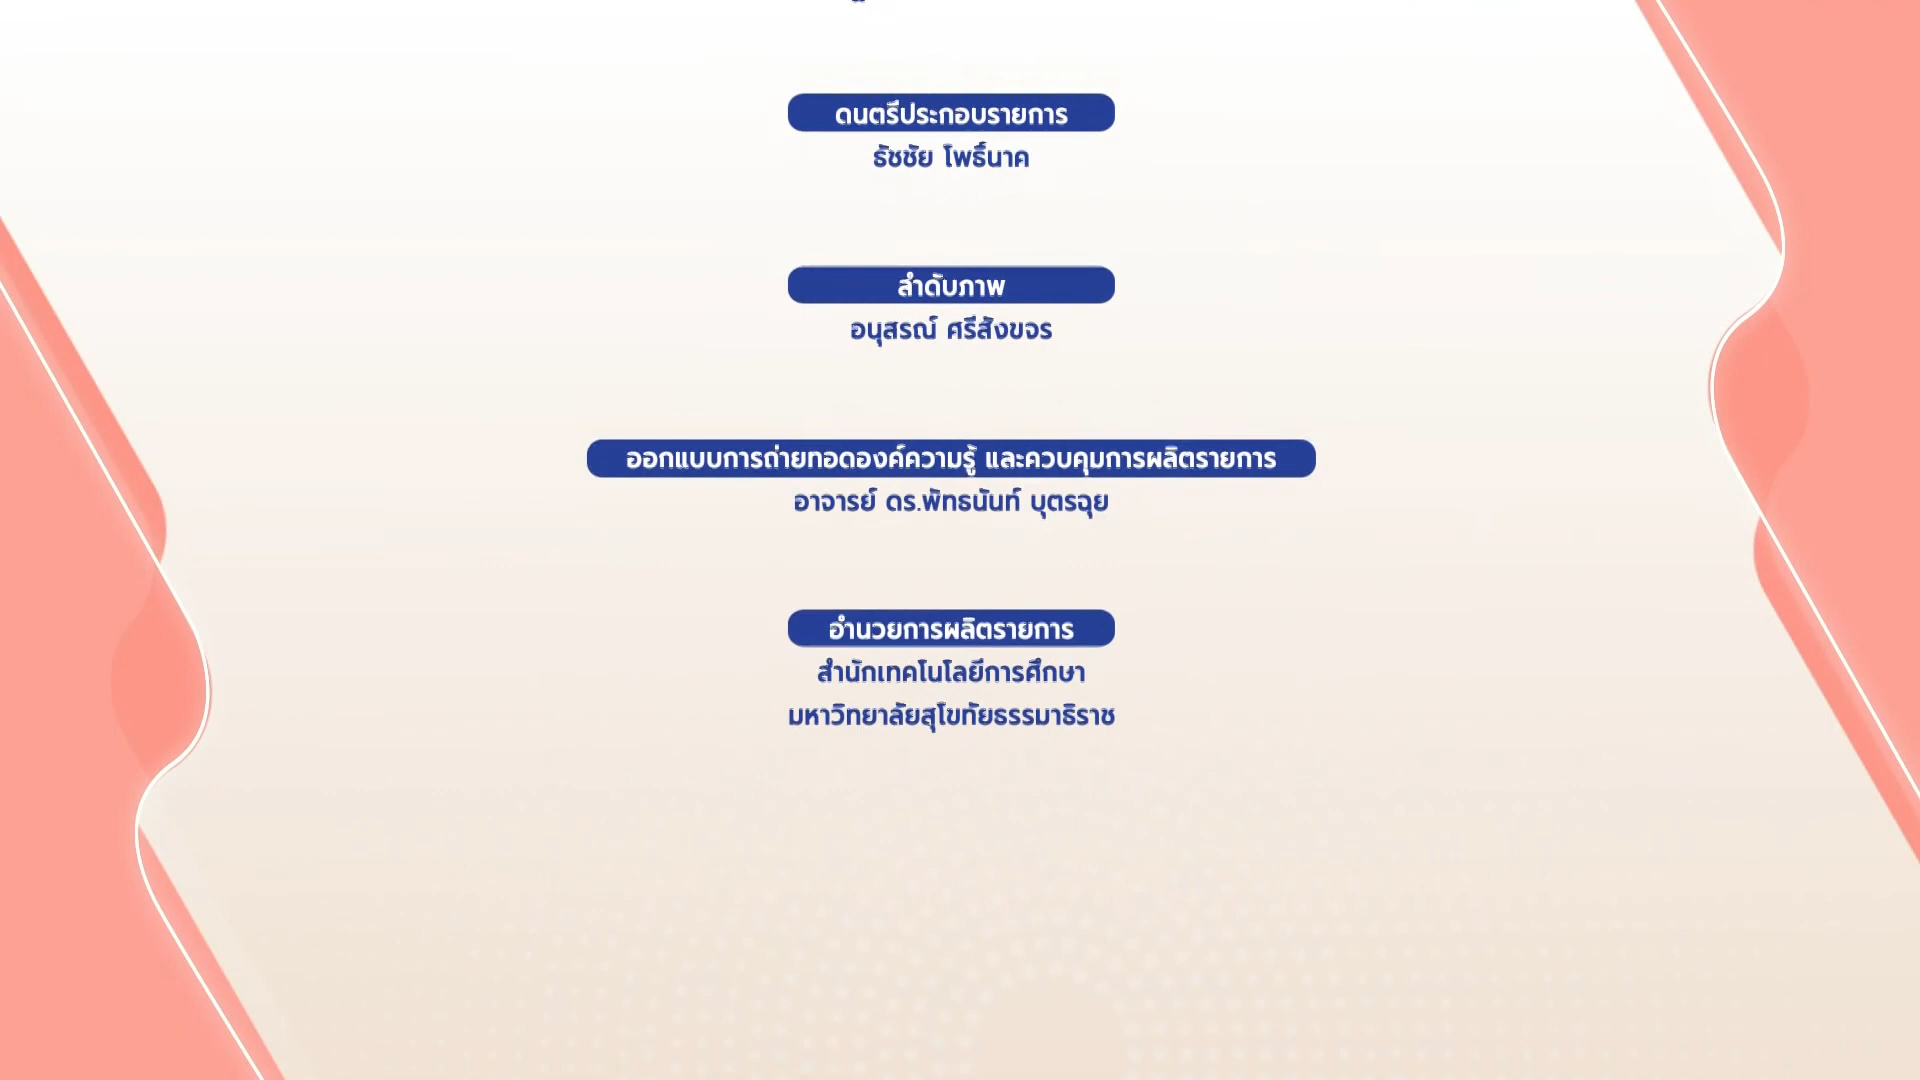 ดนตรีประกอบรายการ
ธัชชัย โพธิ์นาค
ลำดับภาพ
อนุสรณ์ ศรีสังขจร
ออกแบบการถ่ายทอดองค์ความรู้ และควบคุมการผลิตรายการ
อาจารย์ ดร.พัทธนันท์ บุตรฉุย
อำนวยการผลิตรายการ
สำนักเทคโนโลยีการศึกษา
มหาวิทยาลัยสุโขทัยธรรมาธิราช